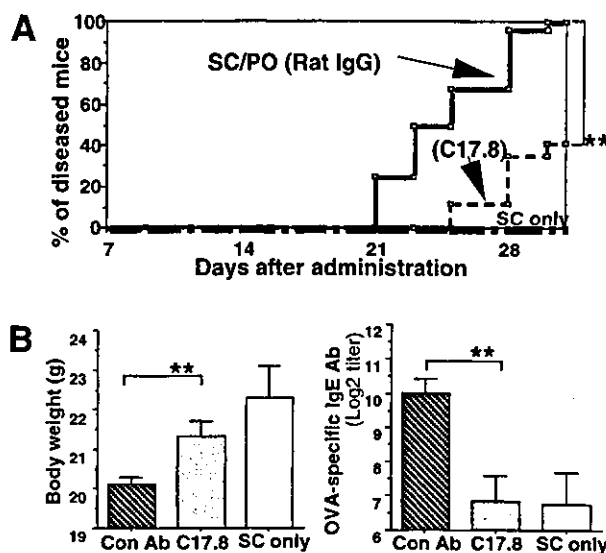 A
% of diseased mice
100
80
60
40
20
0
SC/PO (Rat IgG)
(C17.8)
**
SC only
7 14 21 28
Days after administration
B
Body weight (g)
23
24
22
21
20
19
**
Con Ab C17.8 SC only
OVA-specific IgE Ab
(Log2 titer)
12
11
10
9
8
7
6
**
Con Ab C17.8 SC only